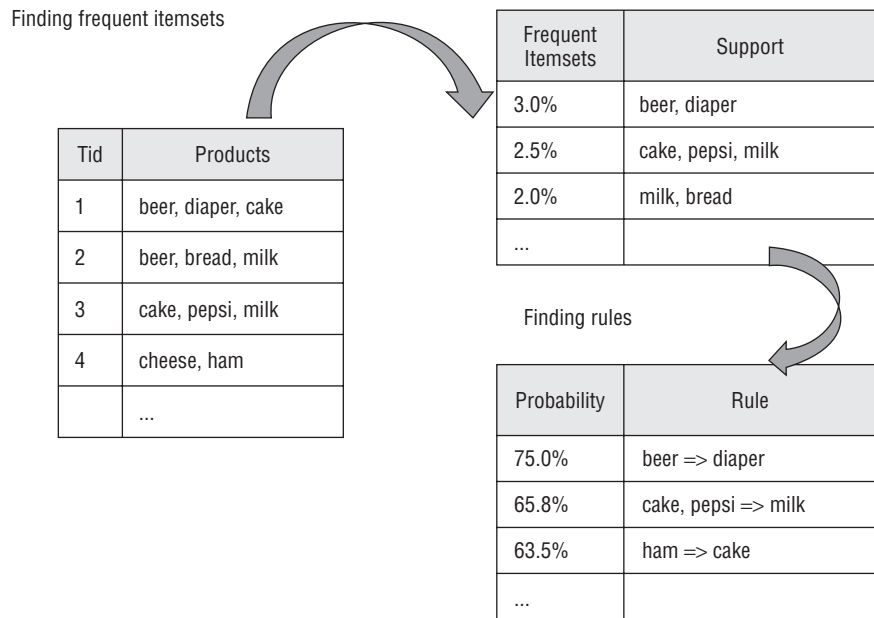 Finding frequent itemsets
Tid Products
1 beer, diaper, cake
2 beer, bread, milk
3 cake, pepsi, milk
4 cheese, ham
...
Frequent
Itemsets
Support
3.0% beer, diaper
2.5% cake, pepsi, milk
2.0% milk, bread
...
Finding rules
Probability Rule
75.0% beer => diaper
65.8% cake, pepsi => milk
63.5% ham => cake
...